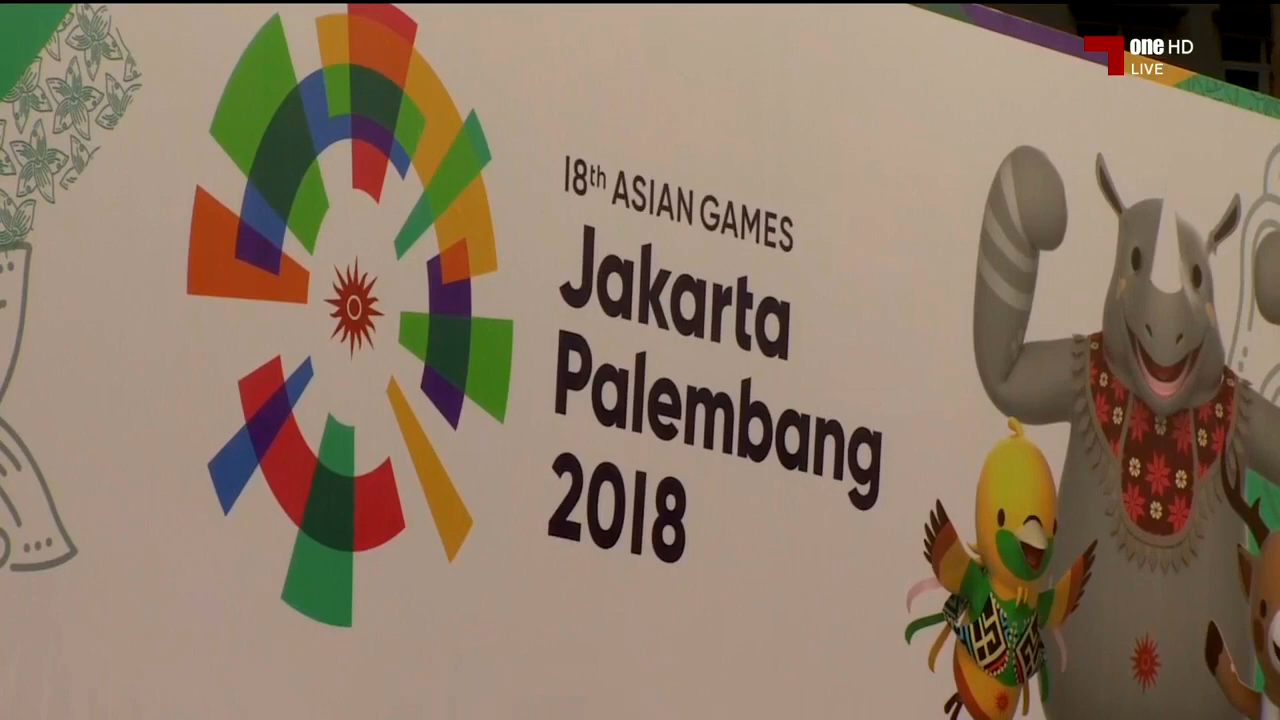 one HD
LIVE
18th ASIAN GAMES
Jakarta
Palembang
2018